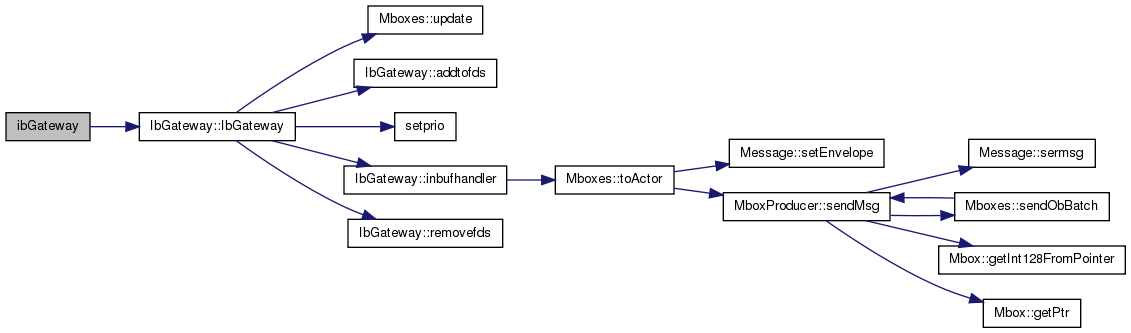 ibGateway
IbGateway::IbGateway
Mboxes::update
IbGateway::addtofds
setprio
IbGateway::inbufhandler
IbGateway::removefds
Mboxes::toActor
Message::setEnvelope
MboxProducer::sendMsg
Message::sermsg
Mboxes::sendObBatch
Mbox::getInt128FromPointer
Mbox::getPtr